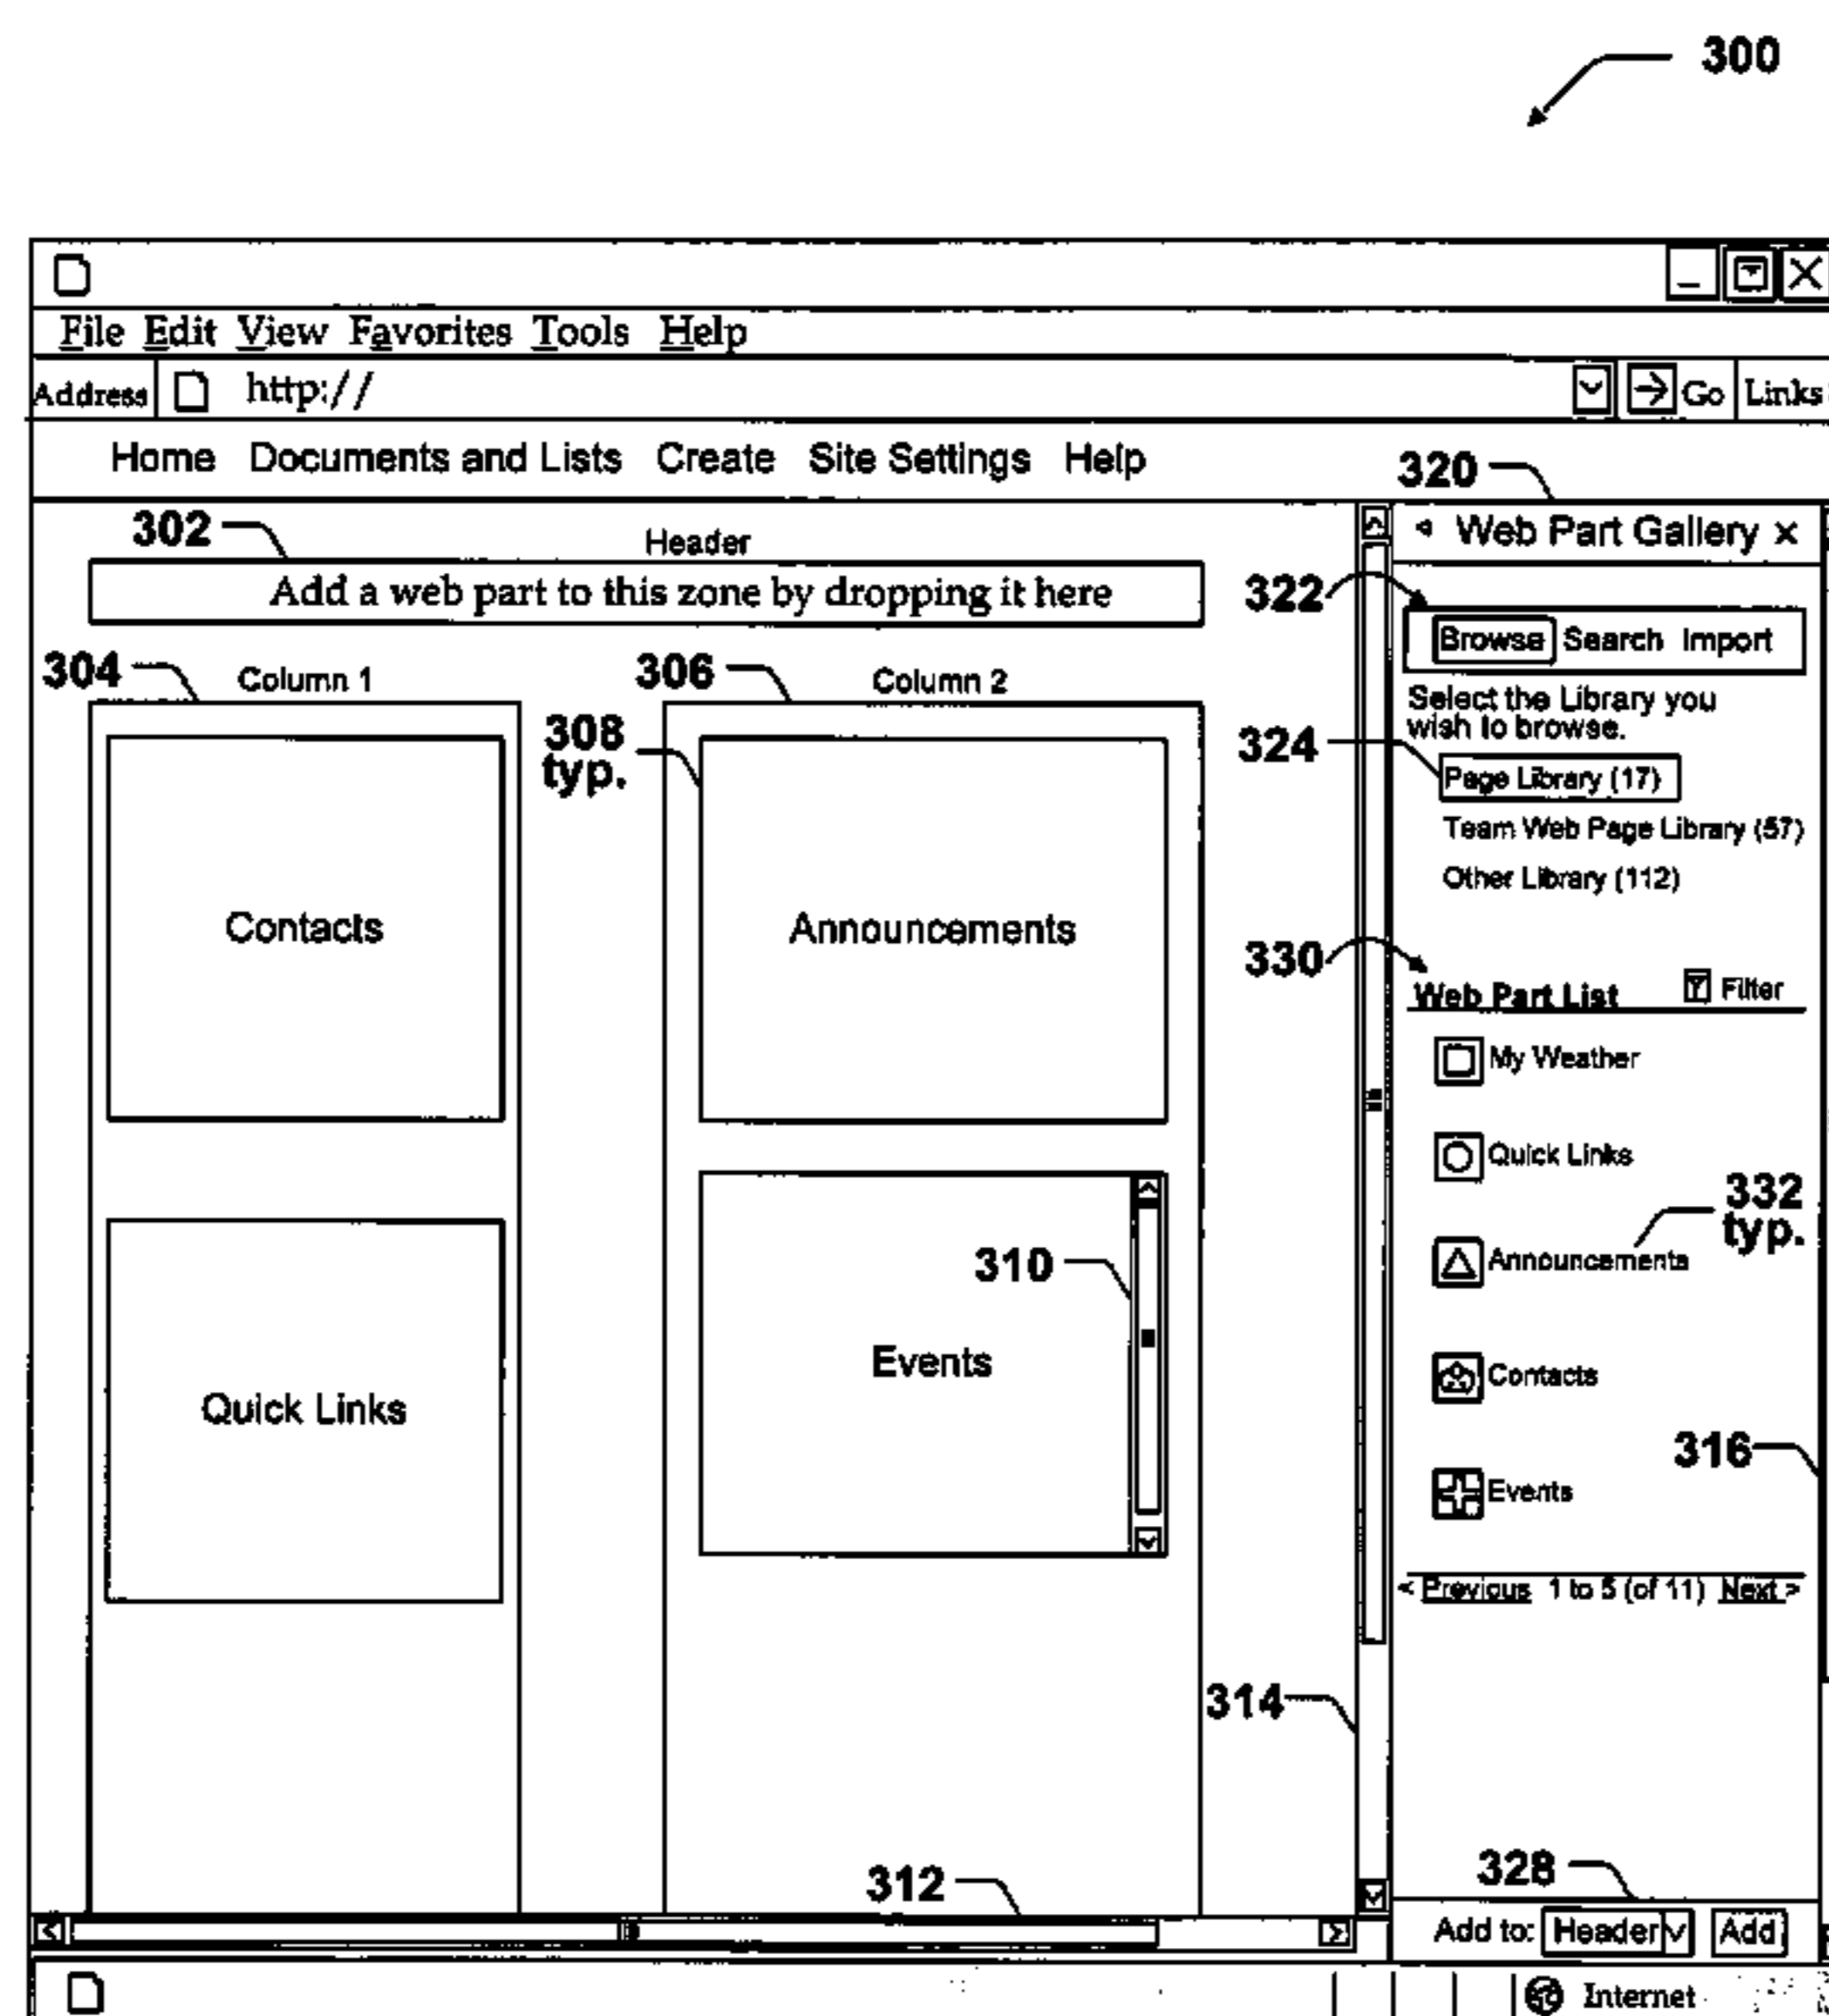 300
File Edit View Favorites Tools Help
Address http:// Go Links
Home Documents and Lists Create Site Settings Help
320
302
Header
Web Part Gallery ×
Add a web part to this zone by dropping it here
322
Browse Search Import
304
Column 1
306
Column 2
Select the Library you
wish to browse.
308
typ.
324
Page Library (17)
Team Web Page Library (57)
Other Library (112)
Contacts
Announcements
330
Web Part List Filter
My Weather
Quick Links
332
typ.
Announcements
310
Contacts
Events
Quick Links
316
Events
< Previous 1 to 5 (of 11) Next >
314
328
312
Add to: Header Add
Internet